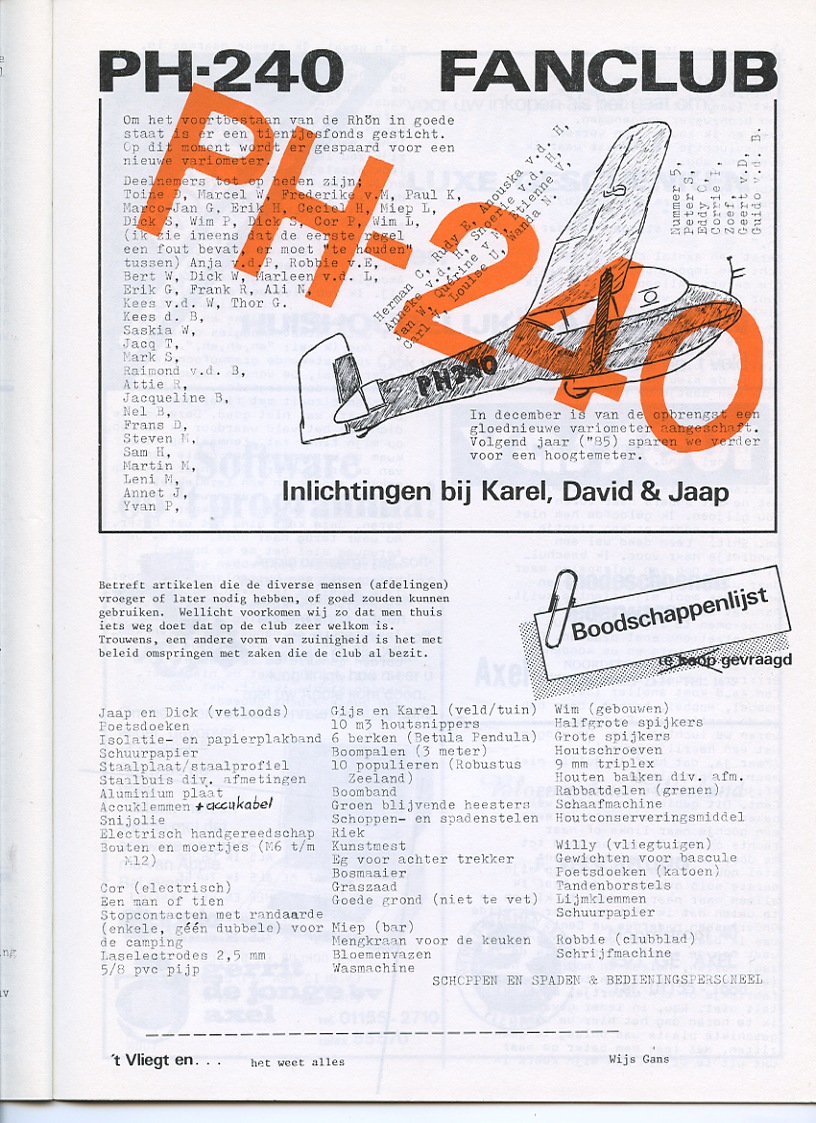 PH-240 FANCLUB
Om het voortbestaan van de Rhön in goede
staat is er een tientjesfonds gesticht.
Op dit moment wordt er gespaard voor een
nieuwe variometer.
Deelnemers tot op heden zijn;
Toine D, Marcel W, Frederike v.M, Paul K,
Marco-Jan G, Erik H, Ceciel H, Miep L,
Dick S, Wim P, Dick S, Cor P, Wim L,
(ik zie ineens dat de eerste regel
een fout bevat, er moet "te houden"
tussen) Anja v.d.P, Robbie v.E,
Bert W, Dick W, Marleen v.d. L,
Erik G, Frank R, Ali N,
Kees v.d. W, Thor G.
Kees d. B,
Saskia W,
Jacq T,
Mark S,
Raimond v.d. B,
Attie R,
Jacqueline B,
Nel B,
Frans D,
Steven M,
Sam H,
Martin M,
Leni M,
Annet J,
Yvan P,
Herman C, Rudy E, Anouska v.d. H,
Anneke v.d. H, Sneerie v.d. H,
Jan W, Quérine v N, Etienne V,
Carl V, Louise U, Wanda N,
Nummer 5,
Peter S,
Eddy O,
Corrie P,
Zoef,
Geert v.D,
Guido v.d. B.
PH-240
PH240
In december is van de opbrengst een
gloednieuwe variometer aangeschaft.
Volgend jaar ("85) sparen we verder
voor een hoogtemeter.
Inlichtingen bij Karel, David & Jaap
Betreft artikelen die de diverse mensen (afdelingen)
vroeger of later nodig hebben, of goed zouden kunnen
gebruiken. Wellicht voorkomen wij zo dat men thuis
iets weg doet dat op de club zeer welkom is.
Trouwens, een andere vorm van zuinigheid is het met
beleid omspringen met zaken die de club al bezit.
Boodschappenlijst
te koop gevraagd
Jaap en Dick (vetloods)
Poetsdoeken
Isolatie- en papierplakband
Schuurpapier
Staalplaat/staalprofiel
Staalbuis div. afmetingen
Aluminium plaat
Accuklemmen + accukabel
Snijolie
Electrisch handgereedschap
Bouten en moertjes (M6 t/m
M12)
Cor (electrisch)
Een man of tien
Stopcontacten met randaarde
(enkele, géén dubbele) voor
de camping
Laselectrodes 2,5 mm
5/8 pvc pijp
Gijs en Karel (veld/tuin)
10 m3 houtsnippers
6 berken (Betula Pendula)
Boompalen (3 meter)
10 populieren (Robustus
Zeeland)
Boomband
Groen blijvende heesters
Schoppen- en spadenstelen
Riek
Kunstmest
Eg voor achter trekker
Bosmaaier
Graszaad
Goede grond (niet te vet)
Miep (bar)
Mengkraan voor de keuken
Bloemenvazen
Wasmachine
Wim (gebouwen)
Halfgrote spijkers
Grote spijkers
Houtschroeven
9 mm triplex
Houten balken div. afm.
Rabbatdelen (grenen)
Schaafmachine
Houtconserveringsmiddel
Willy (vliegtuigen)
Gewichten voor bascule
Poetsdoeken (katoen)
Tandenborstels
Lijmklemmen
Schuurpapier
Robbie (clubblad)
Schrijfmachine
SCHOPPEN EN SPADEN & BEDIENINGSPERSONEEL
't Vliegt en... het weet alles Wijs Gans